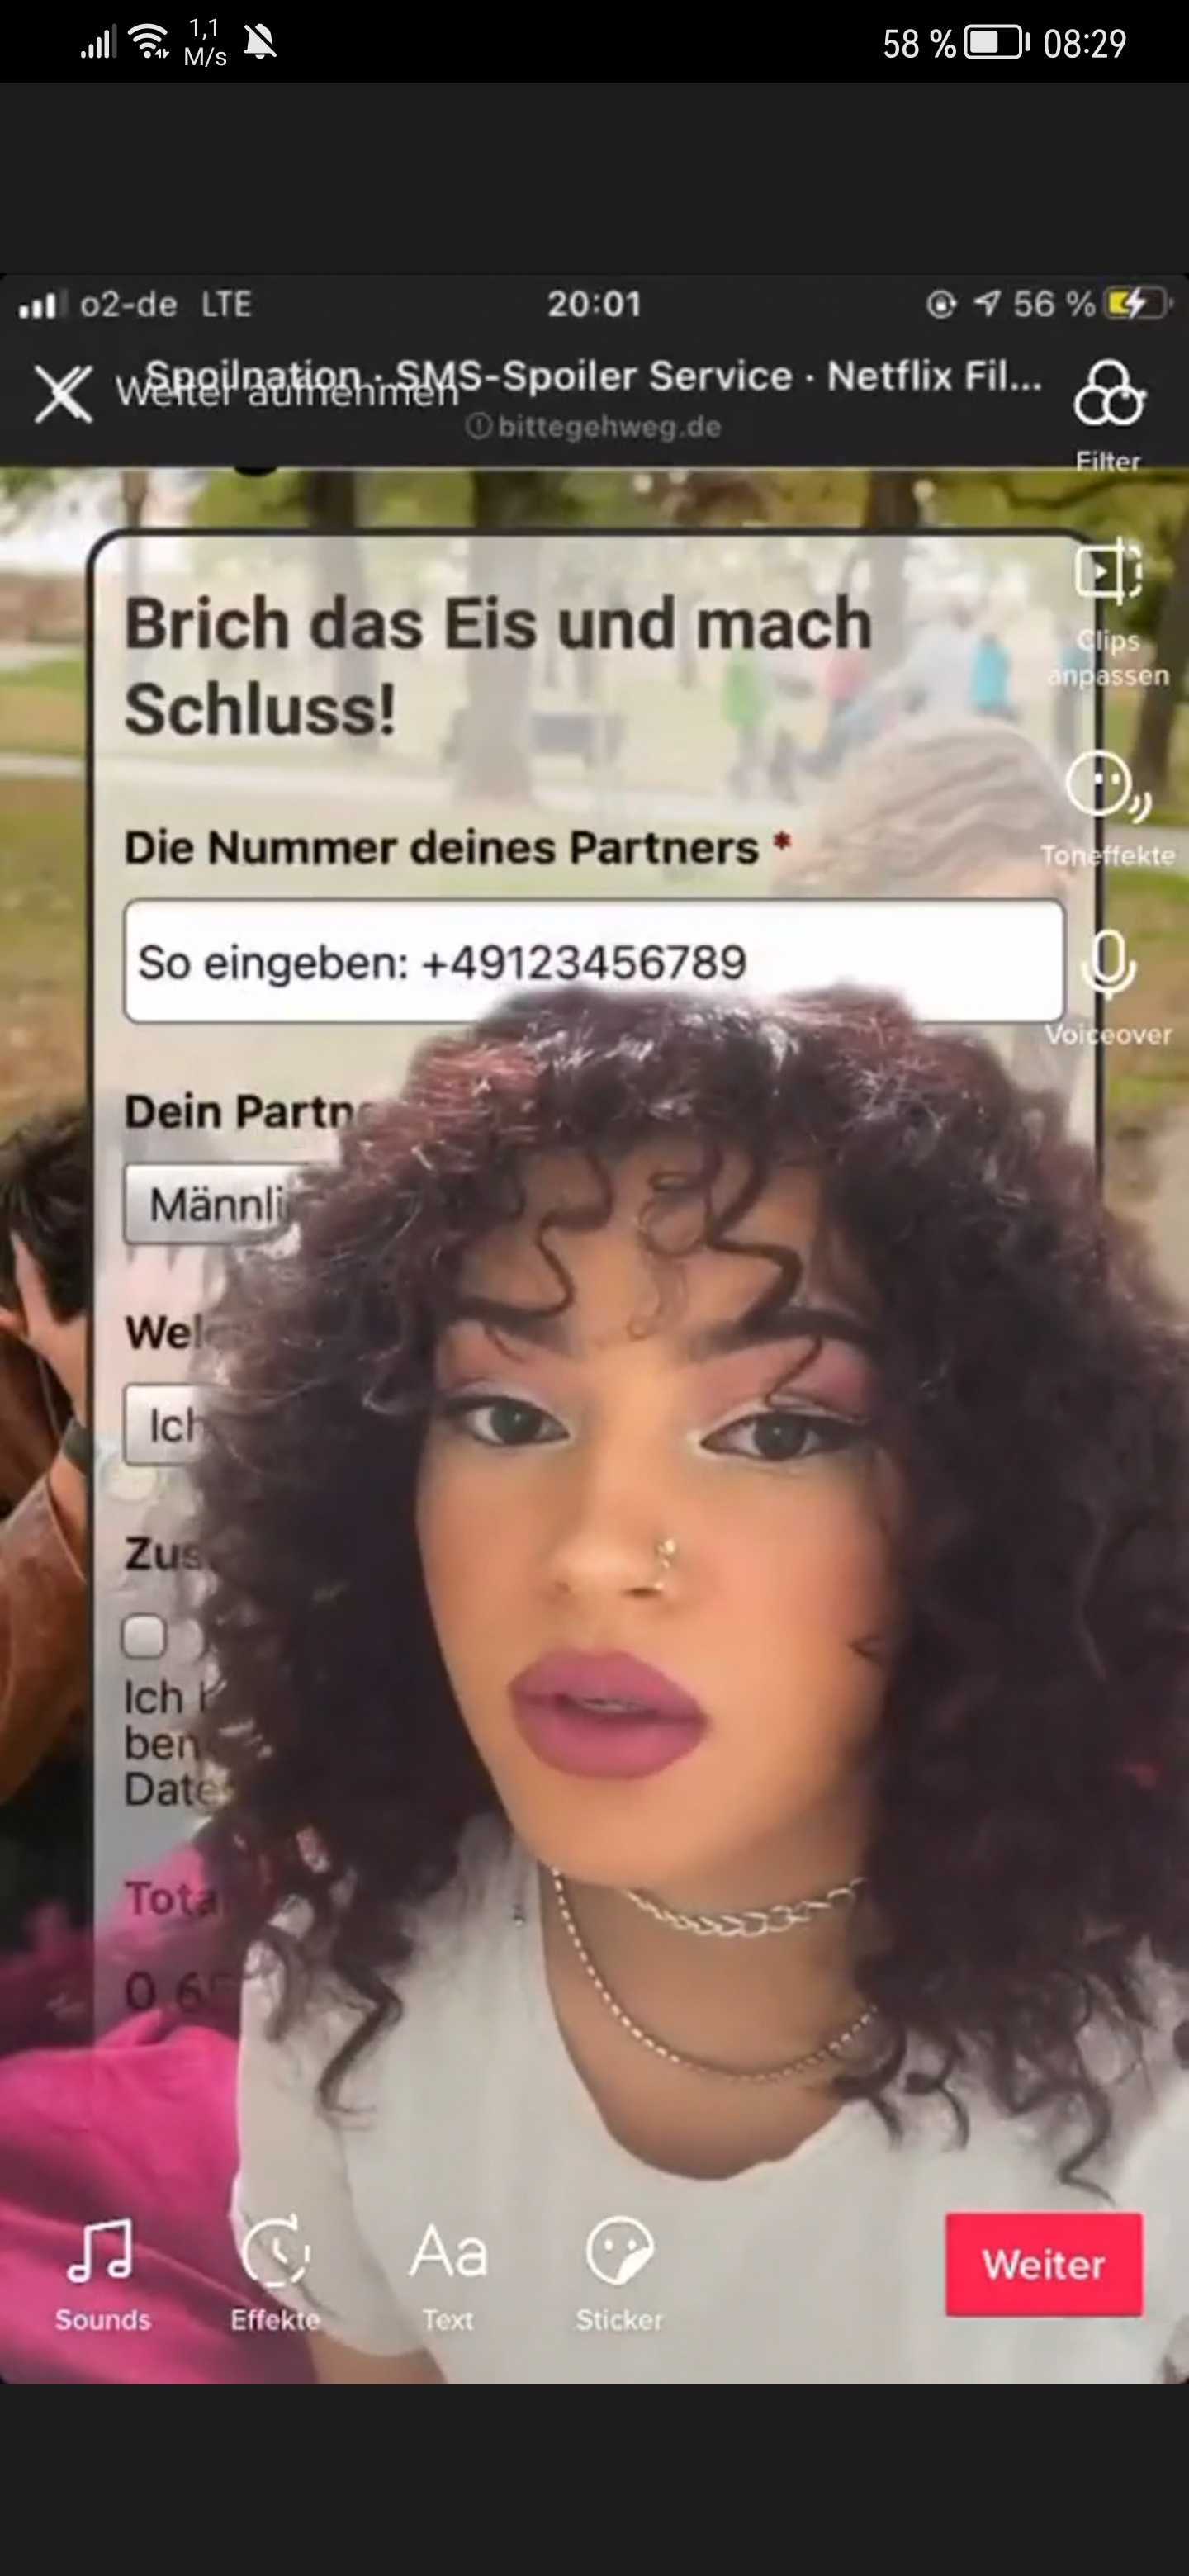 1,1
M/s
58 % 08:29
o2-de LTE 20:01 56 %
Weiter aufnehmen
Spoilnation · SMS-Spoiler Service · Netflix Fil...
bittegehweg.de
Filter
Clips
anpassen
Toneffekte
Voiceover
Brich das Eis und mach
Schluss!
Die Nummer deines Partners *
So eingeben: +49123456789
Dein Partn
Männli
Wel
Ich
Zus
Ich
ben
Date
Tota
0,6
Sounds
Effekte
Text
Aa
Sticker
Weiter